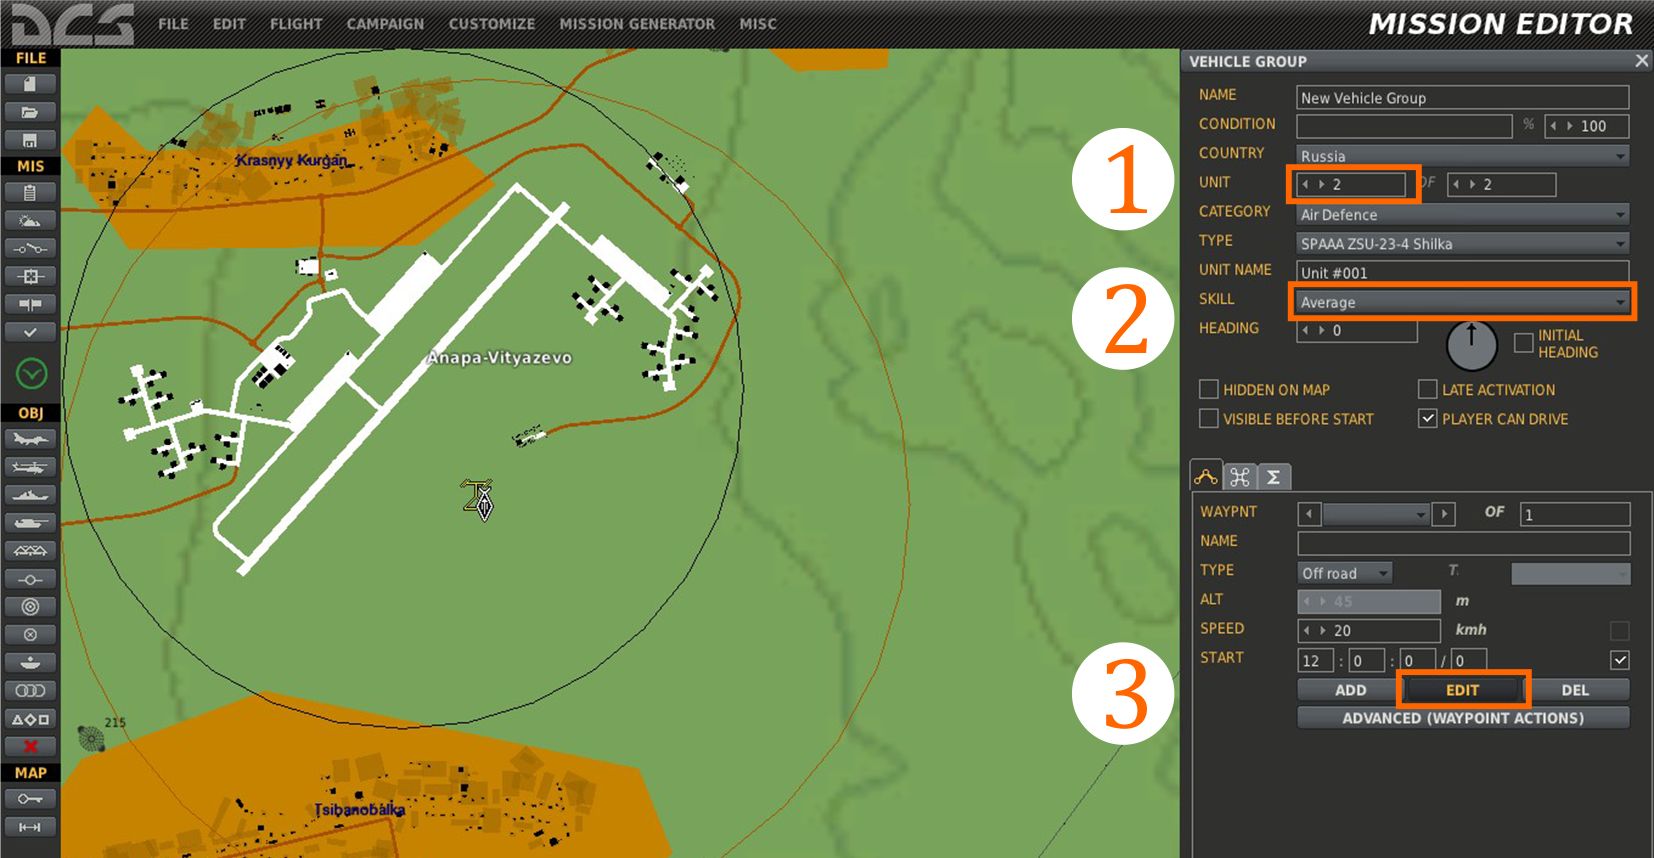 DCS FILE EDIT FLIGHT CAMPAIGN CUSTOMIZE MISSION GENERATOR MISC MISSION EDITOR
FILE
MIS
OBJ
MAP
Krasnyy Kurgan
Anapa-Vityazevo
215
Tsibanobalka
1
2
3
VEHICLE GROUP
NAME New Vehicle Group
CONDITION % 100
COUNTRY Russia
UNIT 2 OF 2
CATEGORY Air Defence
TYPE SPAAA ZSU-23-4 Shilka
UNIT NAME Unit #001
SKILL Average
HEADING 0 INITIAL
HEADING
HIDDEN ON MAP LATE ACTIVATION
VISIBLE BEFORE START PLAYER CAN DRIVE
Σ
WAYPNT OF 1
NAME
TYPE Off road T.
ALT 45 m
SPEED 20 kmh
START 12 : 0 : 0 / 0
ADD EDIT DEL
ADVANCED (WAYPOINT ACTIONS)